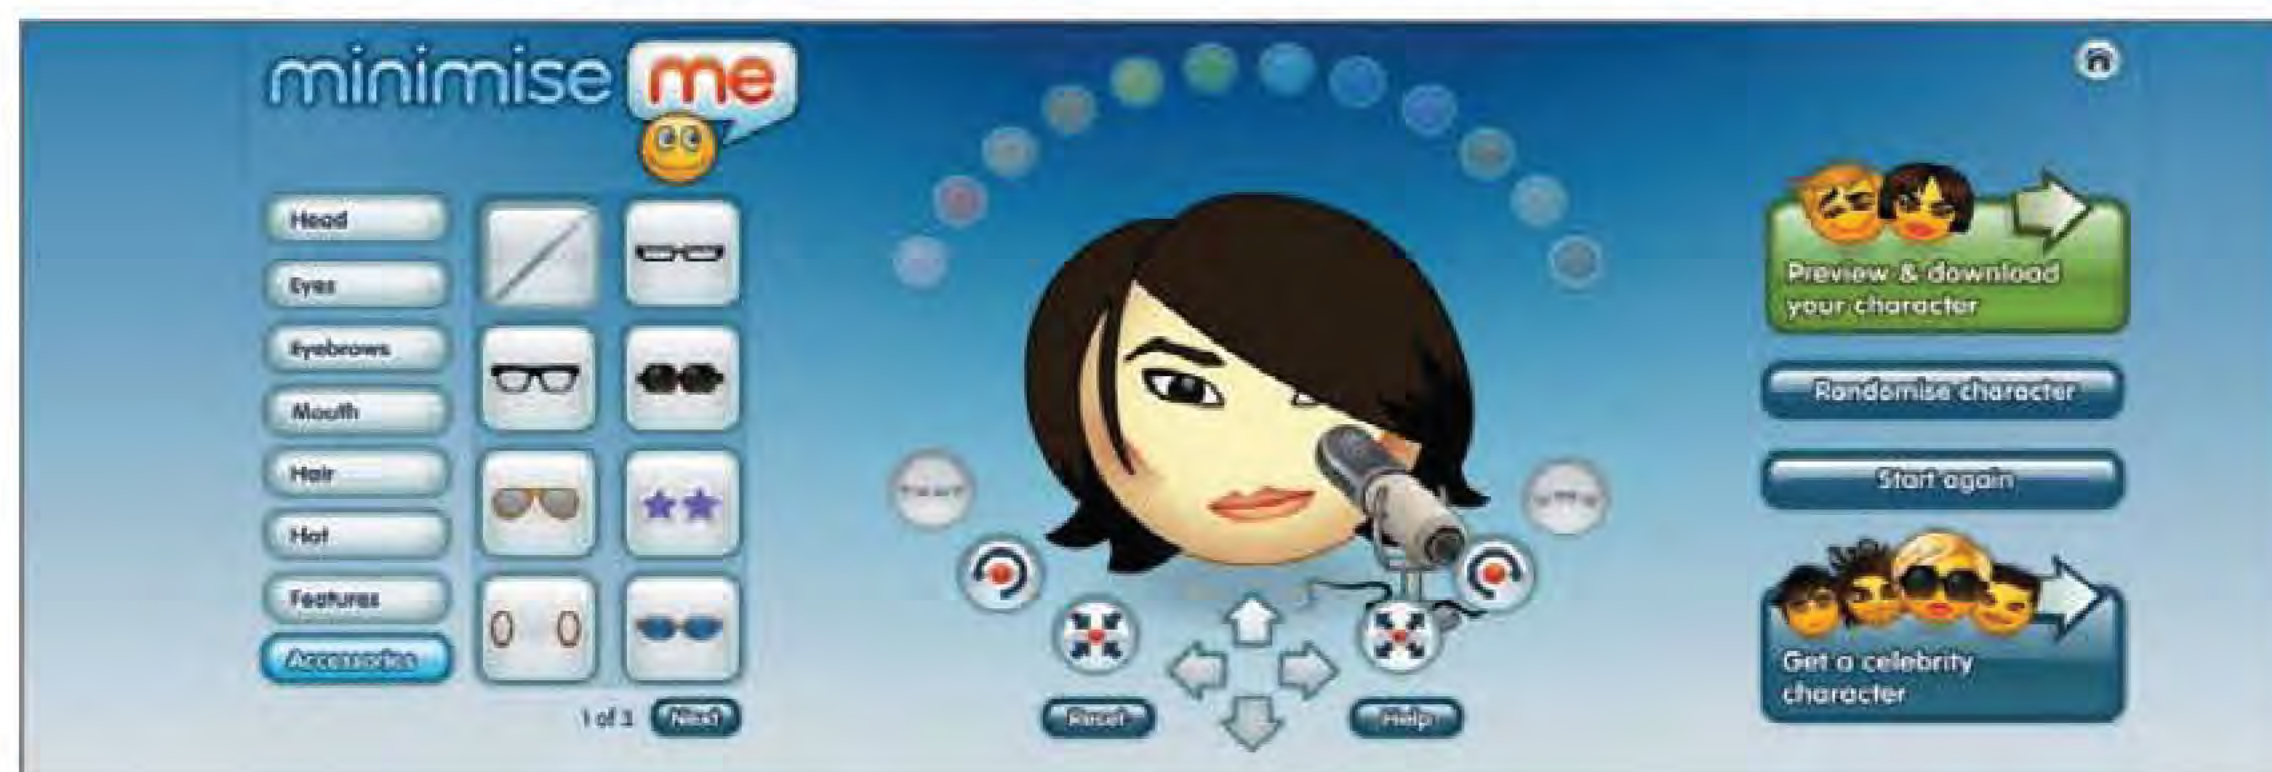 minimise me
Head
Eyes
Eyebrows
Mouth
Hair
Hat
Features
Accessories
1 of 3 Next
Reset
Help
Preview & download
your character
Randomise character
Start again
Get a celebrity
character